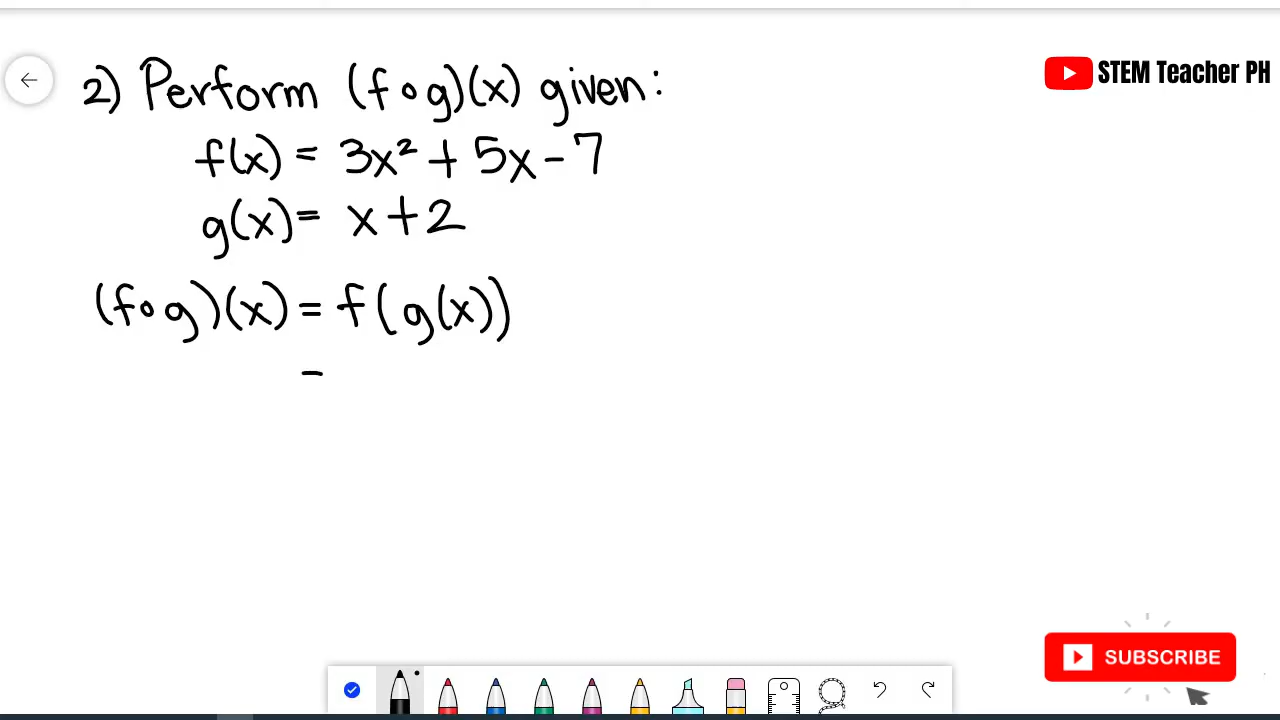 2) Perform (f∘g)(x) given:
f(x) = 3x² + 5x - 7
g(x) = x + 2
(f∘g)(x) = f(g(x))
=
STEM Teacher PH
SUBSCRIBE